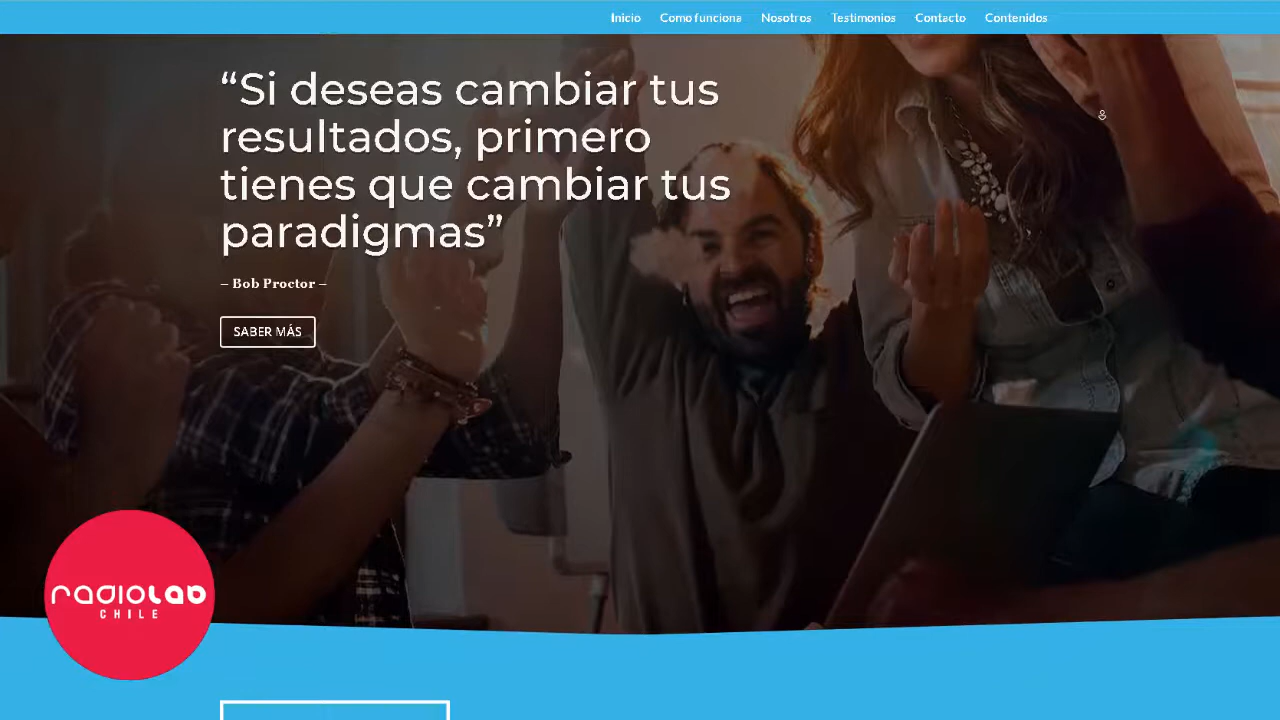 Inicio Como funciona Nosotros Testimonios Contacto Contenidos
“Si deseas cambiar tus
resultados, primero
tienes que cambiar tus
paradigmas”
– Bob Proctor –
SABER MÁS
radiolab
CHILE